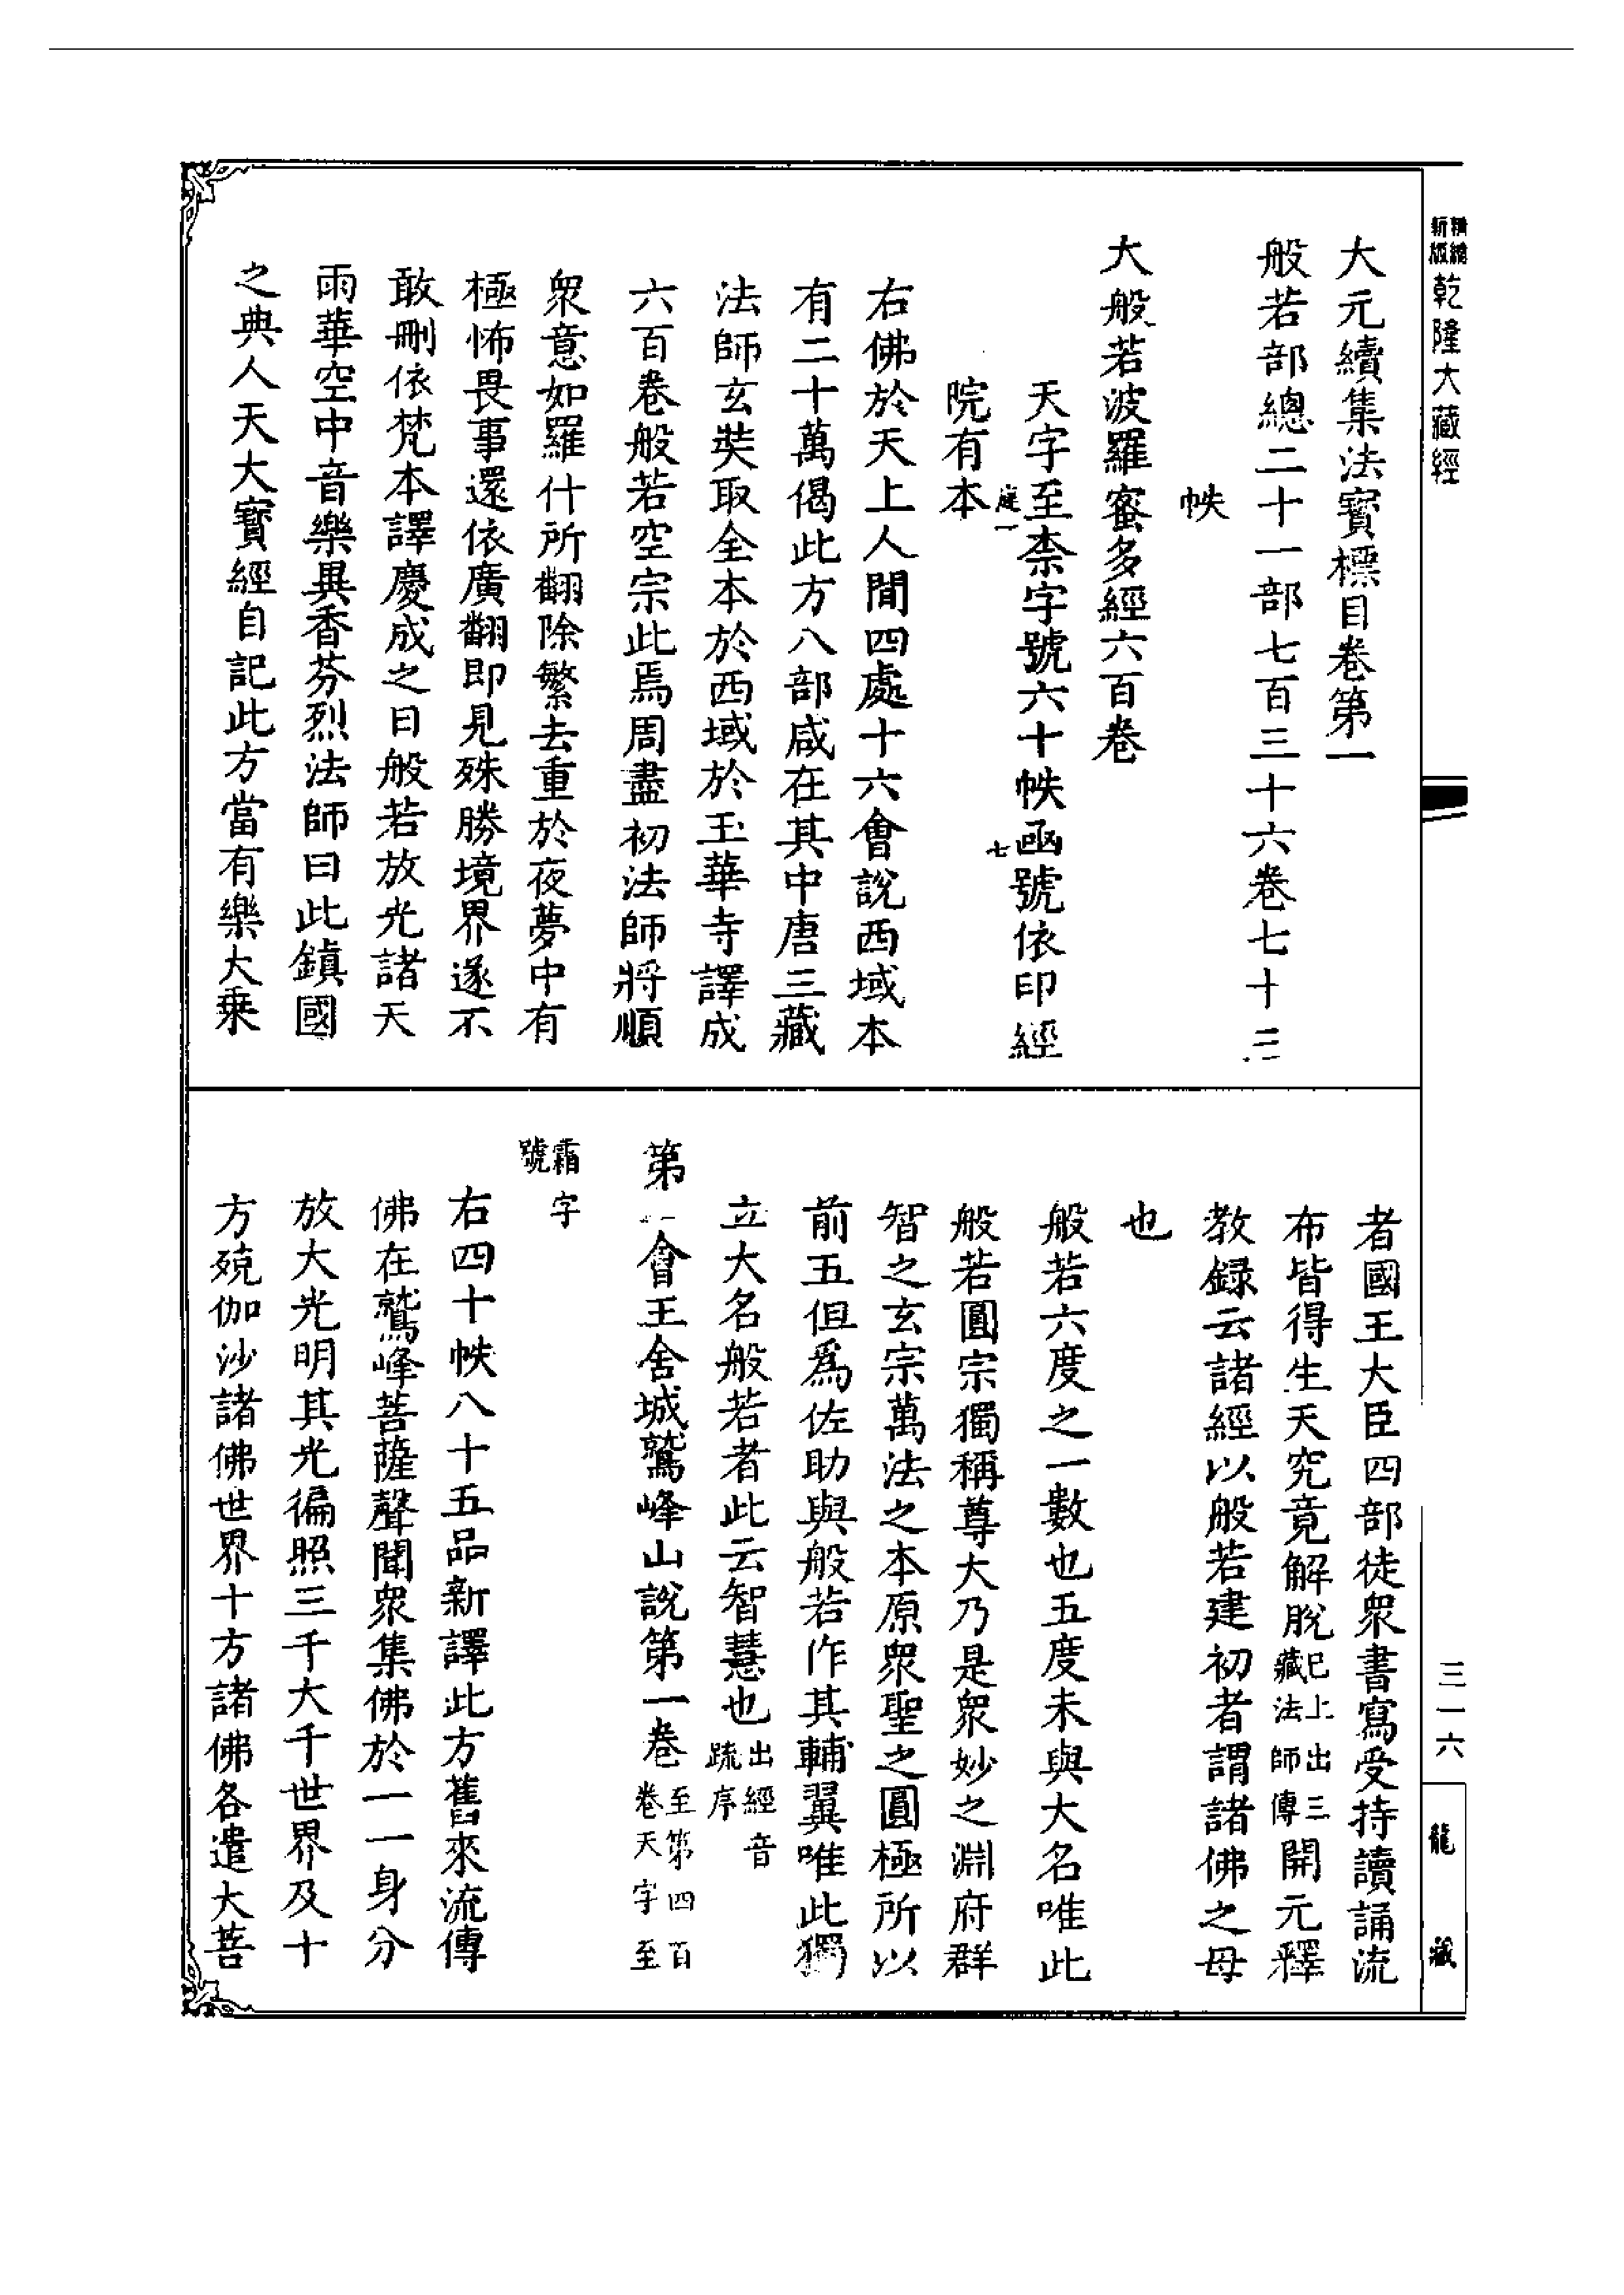 精縮
新版
乾隆大藏經
三一六
龍藏
大元續集法寶標目卷第一
般若部總二十一部七百三十六卷七十三
帙
大般若波羅蜜多經六百卷
天字至柰字號六十帙函號依印經
庭一
七
院有本
右佛於天上人間四處十六會說西域本
有二十萬偈此方八部咸在其中唐三藏
法師玄奘取全本於西域於玉華寺譯成
六百卷般若空宗此焉周盡初法師將順
衆意如羅什所翻除繁去重於夜夢中有
極怖畏事還依廣翻即見殊勝境界遂不
敢刪依梵本譯慶成之日般若放光諸天
雨華空中音樂異香芬烈法師曰此鎮國
之典人天大寶經自記此方當有樂大乘
者國王大臣四部徒衆書寫受持讀誦流
布皆得生天究竟解脫已上出三藏法師傳開元釋
教録云諸經以般若建初者謂諸佛之母
也
般若六度之一數也五度未與大名唯此
般若圓宗獨稱尊大乃是衆妙之淵府群
智之玄宗萬法之本原衆聖之圓極所以
前五但爲佐助與般若作其輔翼唯此獨
立大名般若者此云智慧也出經音疏序
第一會王舍城鷲峰山說第一卷至第四百卷天字至
霜字號
右四十帙八十五品新譯此方舊來流傳
佛在鷲峰菩薩聲聞衆集佛於一一身分
放大光明其光徧照三千大千世界及十
方殑伽沙諸佛世界十方諸佛各遣大菩